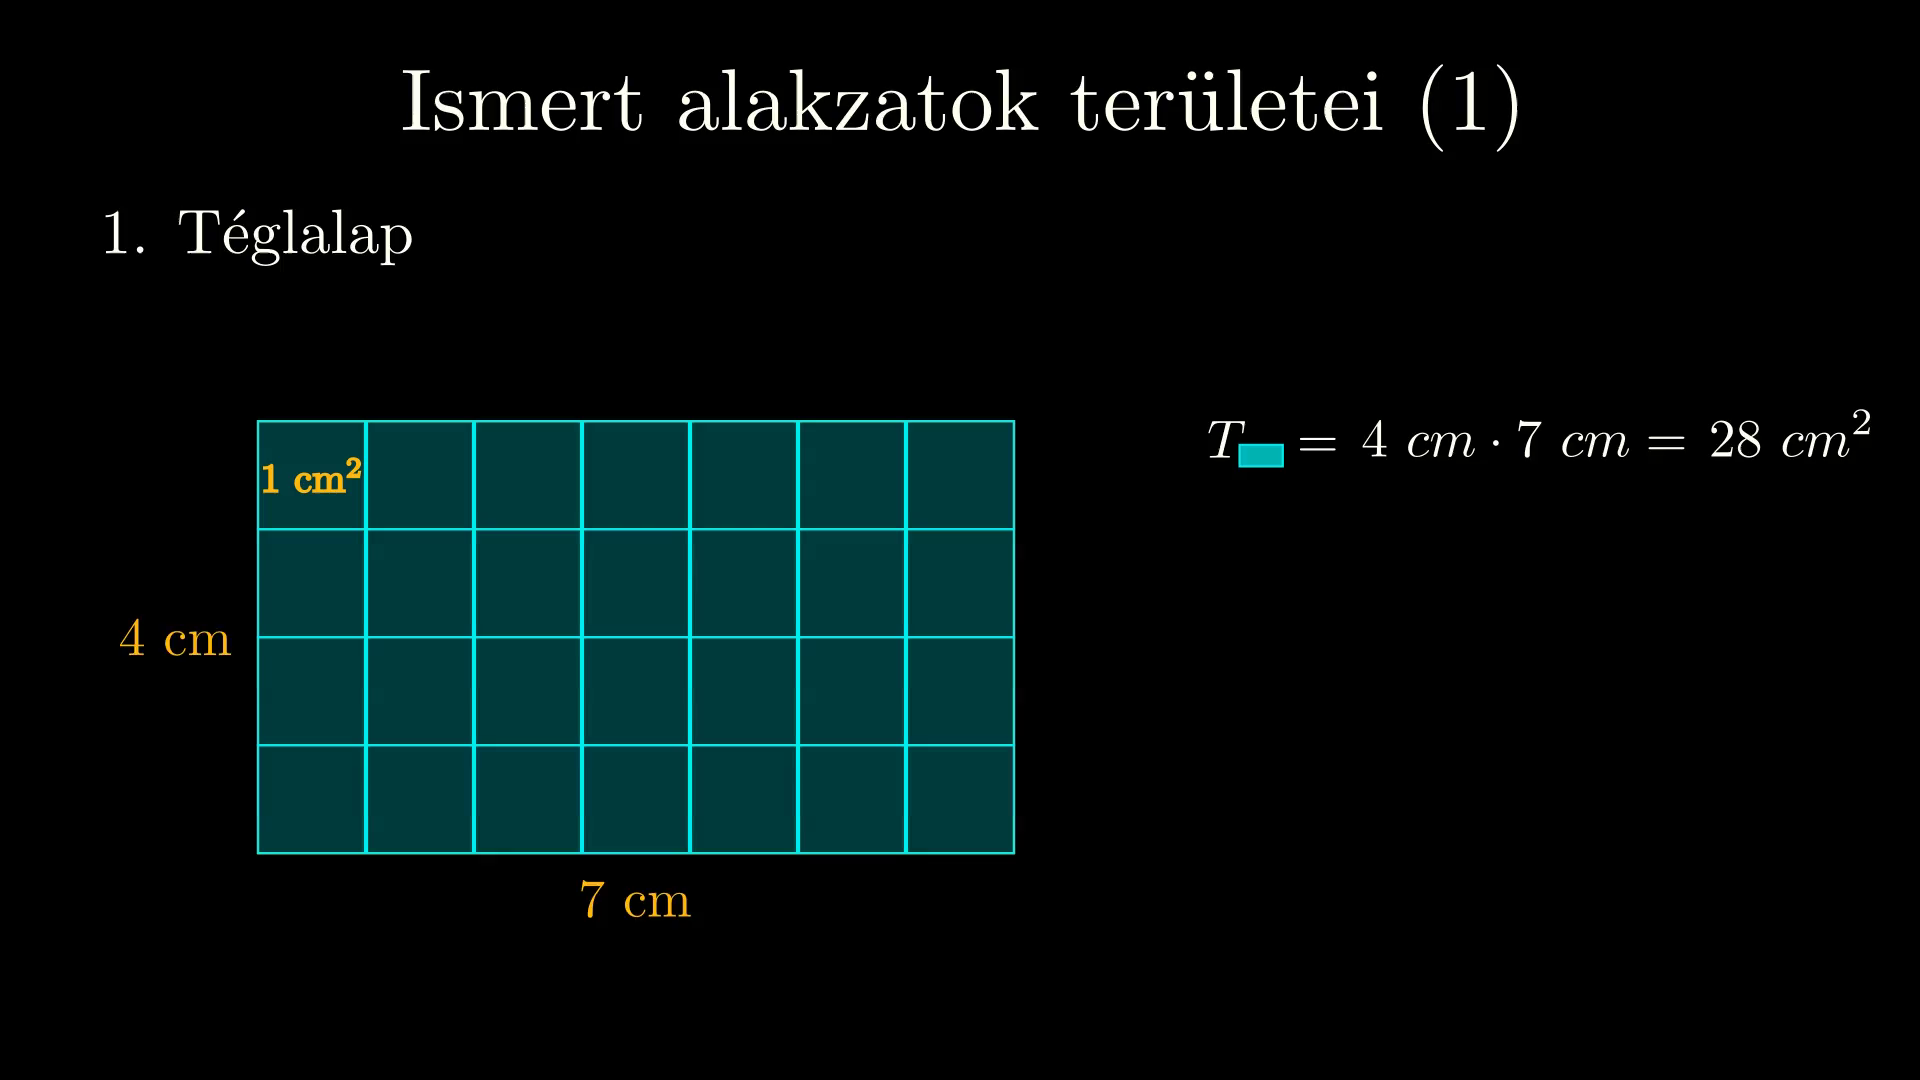 Ismert alakzatok területei (1)
1. Téglalap
T = 4 cm · 7 cm = 28 cm²
1 cm²
4 cm
7 cm